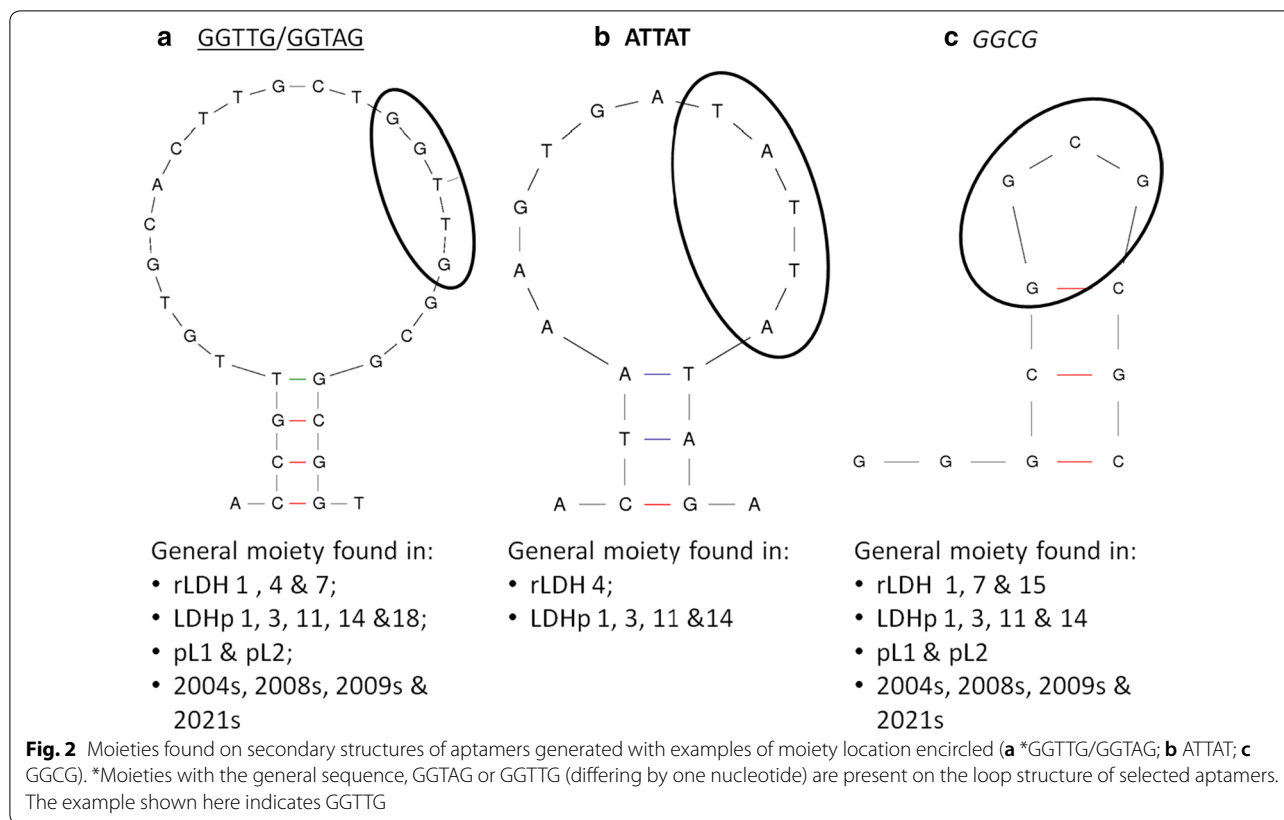 a GGTTG/GGTAG
b ATTAT
c GGCG
A C C G T T G T G C A C T T G C T G G T T G G C G G C G G T
A C T A A A G T G A T A T T A T A G A
G G G C G G C G C G C
General moiety found in:
• rLDH 1 , 4 & 7;
• LDHp 1, 3, 11, 14 &18;
• pL1 & pL2;
• 2004s, 2008s, 2009s &
2021s
General moiety found in:
• rLDH 4;
• LDHp 1, 3, 11 &14
General moiety found in:
• rLDH 1, 7 & 15
• LDHp 1, 3, 11 & 14
• pL1 & pL2
• 2004s, 2008s, 2009s &
2021s
Fig. 2 Moieties found on secondary structures of aptamers generated with examples of moiety location encircled (a *GGTTG/GGTAG; b ATTAT; c
GGCG). *Moieties with the general sequence, GGTAG or GGTTG (differing by one nucleotide) are present on the loop structure of selected aptamers.
The example shown here indicates GGTTG